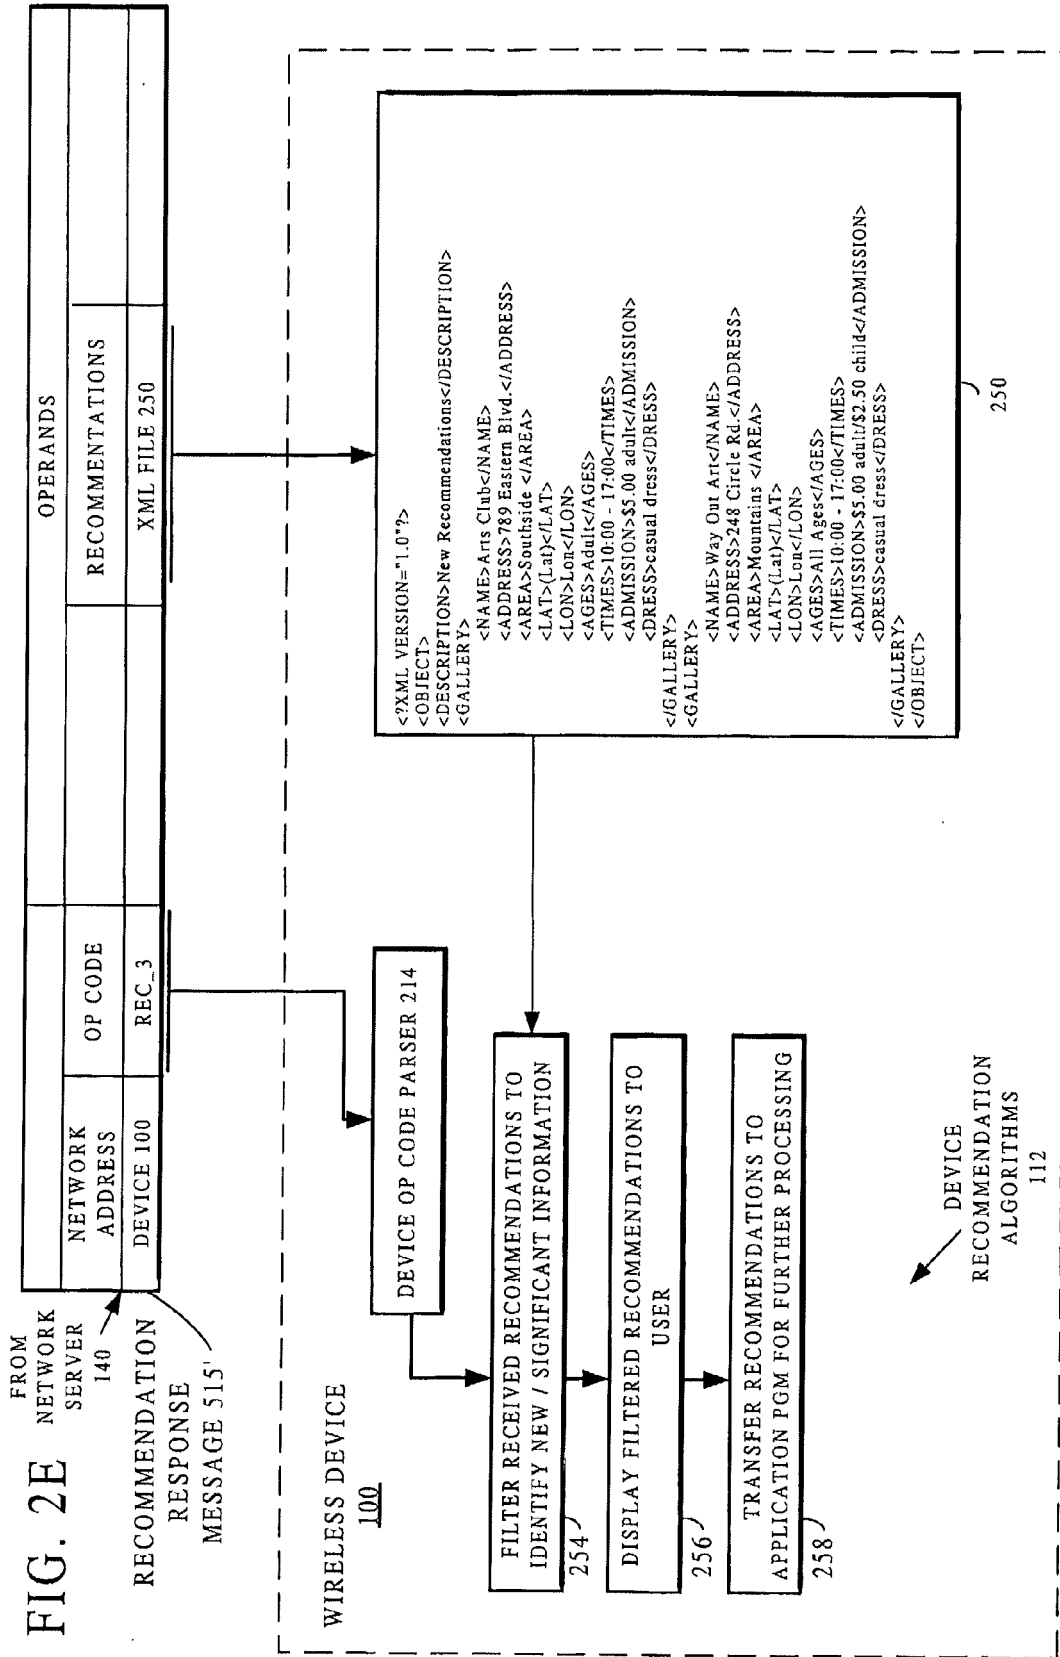 FIG. 2E
FROM
NETWORK
SERVER
140
RECOMMENDATION
RESPONSE
MESSAGE 515'
OPERANDS
NETWORK
ADDRESS
OP CODE
RECOMMENTATIONS
DEVICE 100
REC_3
XML FILE 250
WIRELESS DEVICE
100
DEVICE OP CODE PARSER 214
FILTER RECEIVED RECOMMENDATIONS TO
IDENTIFY NEW / SIGNIFICANT INFORMATION
254
DISPLAY FILTERED RECOMMENDATIONS TO
USER
256
TRANSFER RECOMMENDATIONS TO
APPLICATION PGM FOR FURTHER PROCESSING
258
<?XML VERSION="1.0"?>
<OBJECT>
<DESCRIPTION>New Recommendations</DESCRIPTION>
<GALLERY>
<NAME>Arts Club</NAME>
<ADDRESS>789 Eastern Blvd.</ADDRESS>
<AREA>Southside </AREA>
<LAT>(Lat)</LAT>
<LON>Lon</LON>
<AGES>Adult</AGES>
<TIMES>10:00 - 17:00</TIMES>
<ADMISSION>$5.00 adult</ADMISSION>
<DRESS>casual dress</DRESS>
</GALLERY>
<GALLERY>
<NAME>Way Out Art</NAME>
<ADDRESS>248 Circle Rd.</ADDRESS>
<AREA>Mountains </AREA>
<LAT>(Lat)</LAT>
<LON>Lon</LON>
<AGES>All Ages</AGES>
<TIMES>10:00 - 17:00</TIMES>
<ADMISSION>$5.00 adult/$2.50 child</ADMISSION>
<DRESS>casual dress</DRESS>
</GALLERY>
</OBJECT>
250
DEVICE
RECOMMENDATION
ALGORITHMS
112